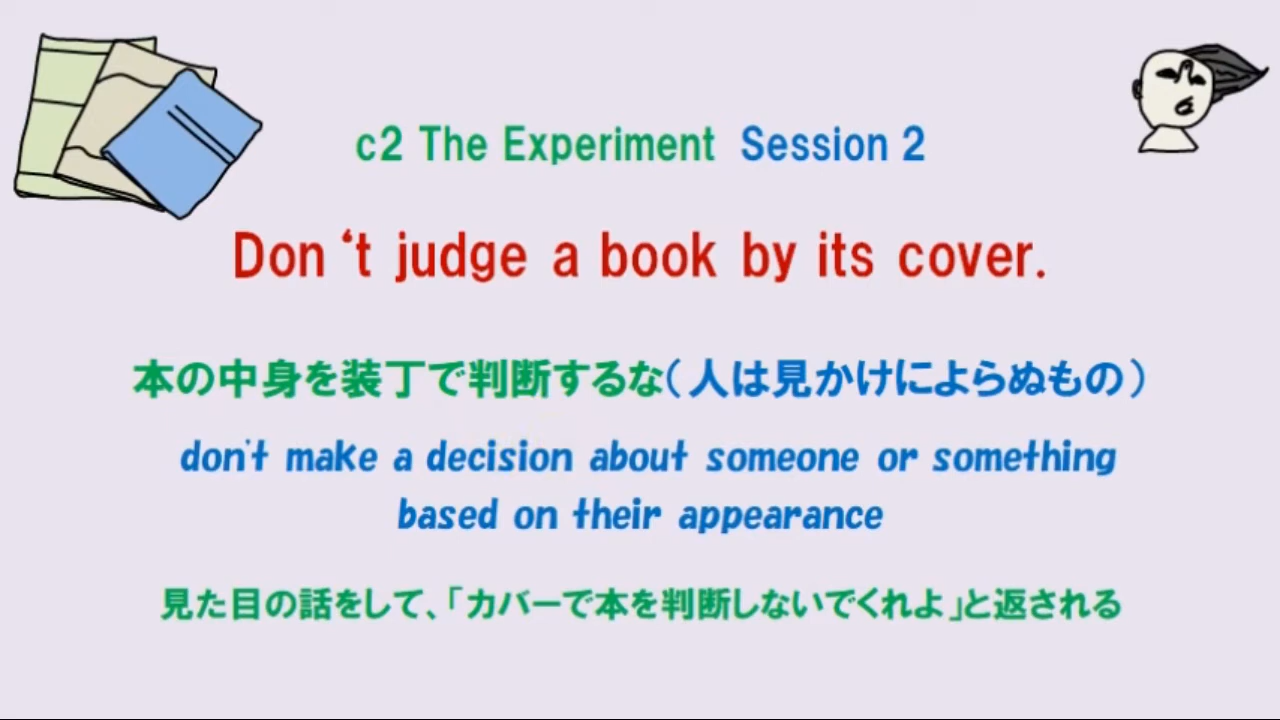 c2 The Experiment Session 2
Don‘t judge a book by its cover.
本の中身を装丁で判断するな（人は見かけによらぬもの）
don't make a decision about someone or something
based on their appearance
見た目の話をして、「カバーで本を判断しないでくれよ」と返される